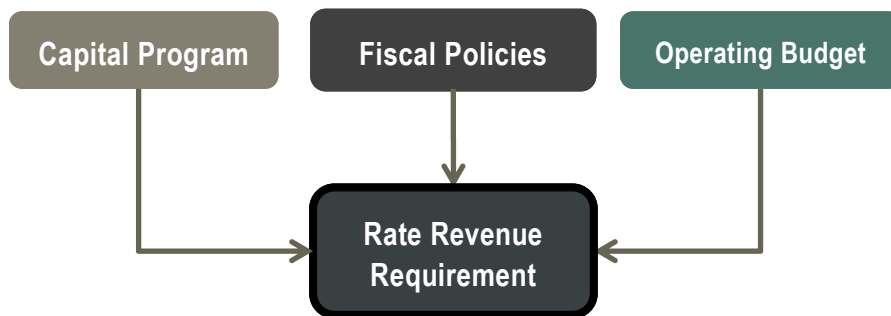 Capital Program
Fiscal Policies
Operating Budget
Rate Revenue
Requirement